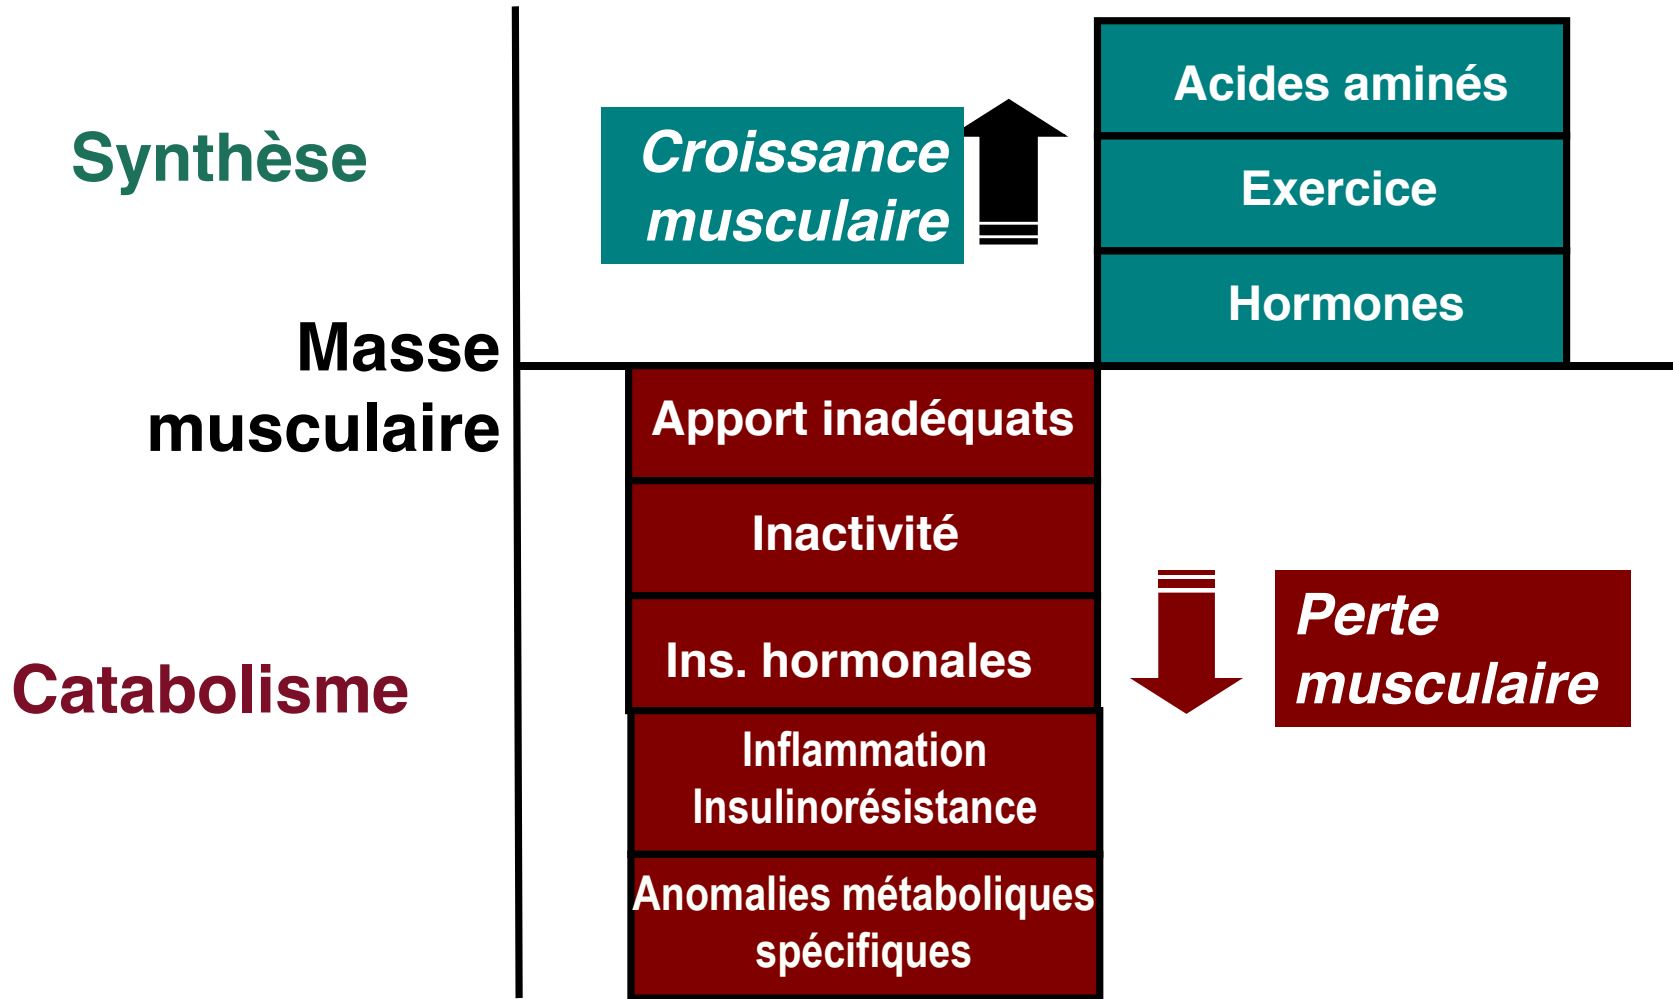 Synthèse
Croissance
musculaire
Acides aminés
Exercice
Hormones
Masse
musculaire
Apport inadéquats
Inactivité
Ins. hormonales
Inflammation
Insulinorésistance
Anomalies métaboliques
spécifiques
Catabolisme
Perte
musculaire